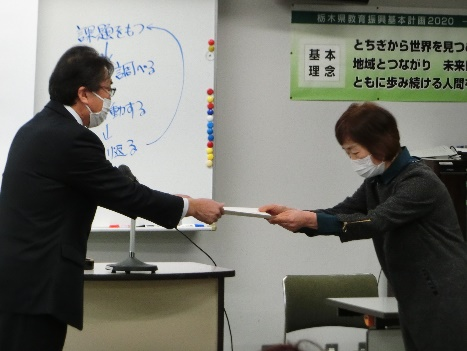 課題をもつ
調べる
動する
返る
栃木県教育振興基本計画2020
基本
理念
とちぎから世界を見つ
地域とつながり 未来
ともに歩み続ける人間